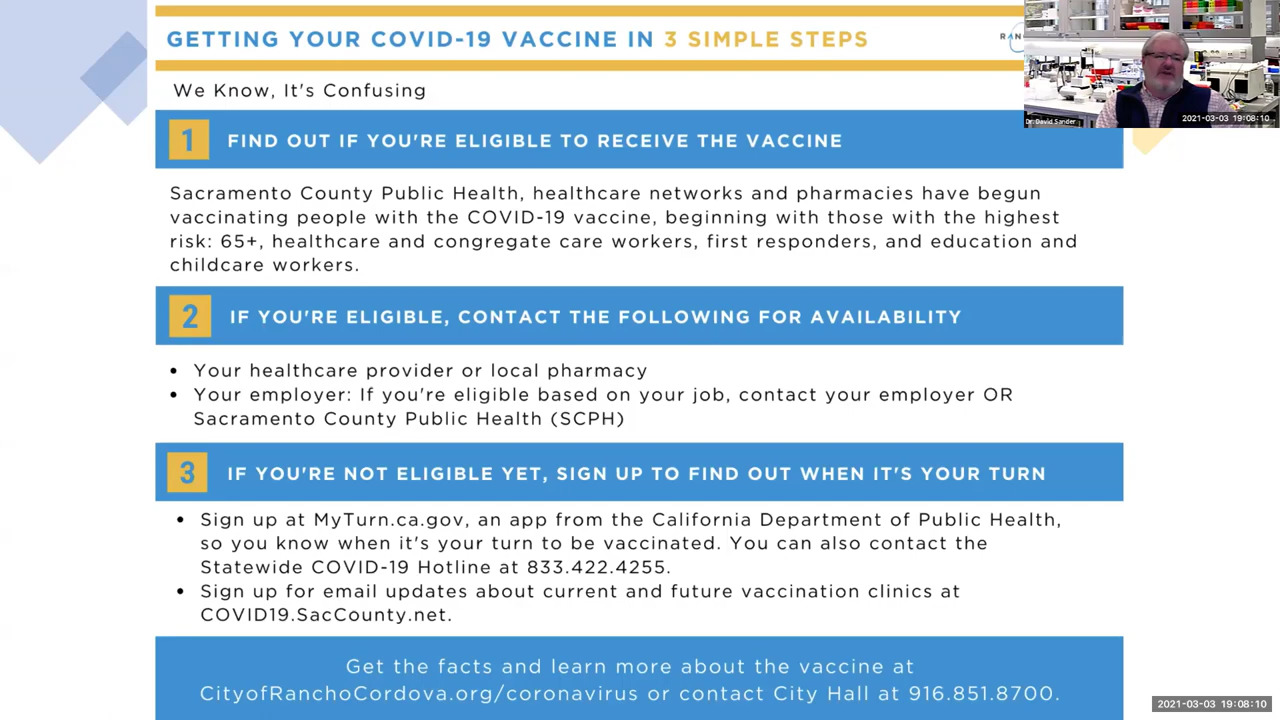 GETTING YOUR COVID-19 VACCINE IN 3 SIMPLE STEPS
We Know, It's Confusing
Dr. David Sander
2021-03-03 19:08:10
1 FIND OUT IF YOU'RE ELIGIBLE TO RECEIVE THE VACCINE
Sacramento County Public Health, healthcare networks and pharmacies have begun
vaccinating people with the COVID-19 vaccine, beginning with those with the highest
risk: 65+, healthcare and congregate care workers, first responders, and education and
childcare workers.
2 IF YOU'RE ELIGIBLE, CONTACT THE FOLLOWING FOR AVAILABILITY
• Your healthcare provider or local pharmacy
• Your employer: If you're eligible based on your job, contact your employer OR
Sacramento County Public Health (SCPH)
3 IF YOU'RE NOT ELIGIBLE YET, SIGN UP TO FIND OUT WHEN IT'S YOUR TURN
• Sign up at MyTurn.ca.gov, an app from the California Department of Public Health,
so you know when it's your turn to be vaccinated. You can also contact the
Statewide COVID-19 Hotline at 833.422.4255.
• Sign up for email updates about current and future vaccination clinics at
COVID19.SacCounty.net.
Get the facts and learn more about the vaccine at
CityofRanchoCordova.org/coronavirus or contact City Hall at 916.851.8700.
2021-03-03 19:08:10